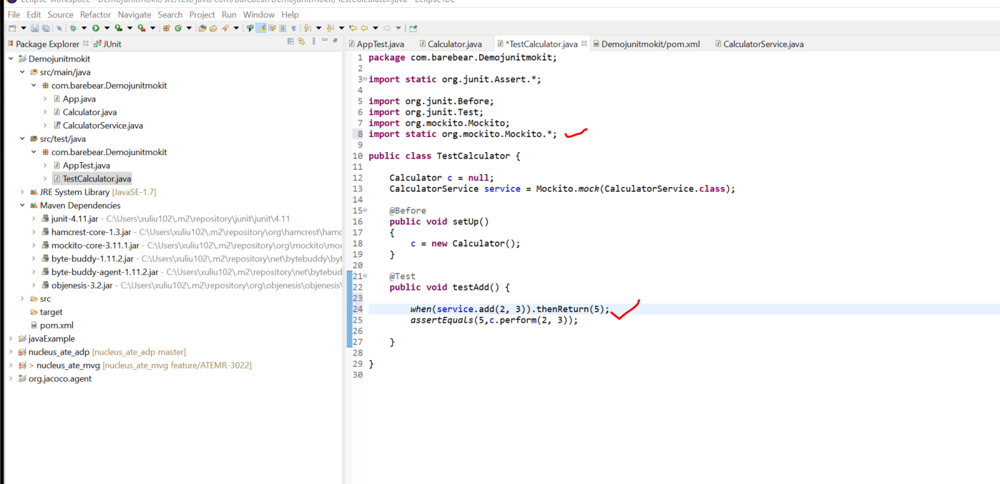 eclipse-workspace - Demojunitmokit/src/test/java/com/barebear/Demojunitmokit/TestCalculator.java - Eclipse IDE
File Edit Source Refactor Navigate Search Project Run Window Help
Package Explorer JUnit
Demojunitmokit
src/main/java
com.barebear.Demojunitmokit
App.java
Calculator.java
CalculatorService.java
src/test/java
com.barebear.Demojunitmokit
AppTest.java
TestCalculator.java
JRE System Library [JavaSE-1.7]
Maven Dependencies
junit-4.11.jar - C:\Users\xuliu102\.m2\repository\junit\junit\4.11
hamcrest-core-1.3.jar - C:\Users\xuliu102\.m2\repository\org\hamcrest\hamc
mockito-core-3.11.1.jar - C:\Users\xuliu102\.m2\repository\org\mockito\moc
byte-buddy-1.11.2.jar - C:\Users\xuliu102\.m2\repository\net\bytebuddy\byt
byte-buddy-agent-1.11.2.jar - C:\Users\xuliu102\.m2\repository\net\bytebud
objenesis-3.2.jar - C:\Users\xuliu102\.m2\repository\org\objenesis\objenesis\
src
target
pom.xml
javaExample
nucleus_ate_adp [nucleus_ate_adp master]
> nucleus_ate_mvg [nucleus_ate_mvg feature/ATEMR-3022]
org.jacoco.agent
AppTest.java Calculator.java *TestCalculator.java Demojunitmokit/pom.xml CalculatorService.java
1 package com.barebear.Demojunitmokit;
2
3 import static org.junit.Assert.*;
4
5 import org.junit.Before;
6 import org.junit.Test;
7 import org.mockito.Mockito;
8 import static org.mockito.Mockito.*;
9
10 public class TestCalculator {
11
12 Calculator c = null;
13 CalculatorService service = Mockito.mock(CalculatorService.class);
14
15 @Before
16 public void setUp()
17 {
18 c = new Calculator();
19 }
20
21 @Test
22 public void testAdd() {
23
24 when(service.add(2, 3)).thenReturn(5);
25 assertEquals(5,c.perform(2, 3));
26
27 }
28
29 }
30